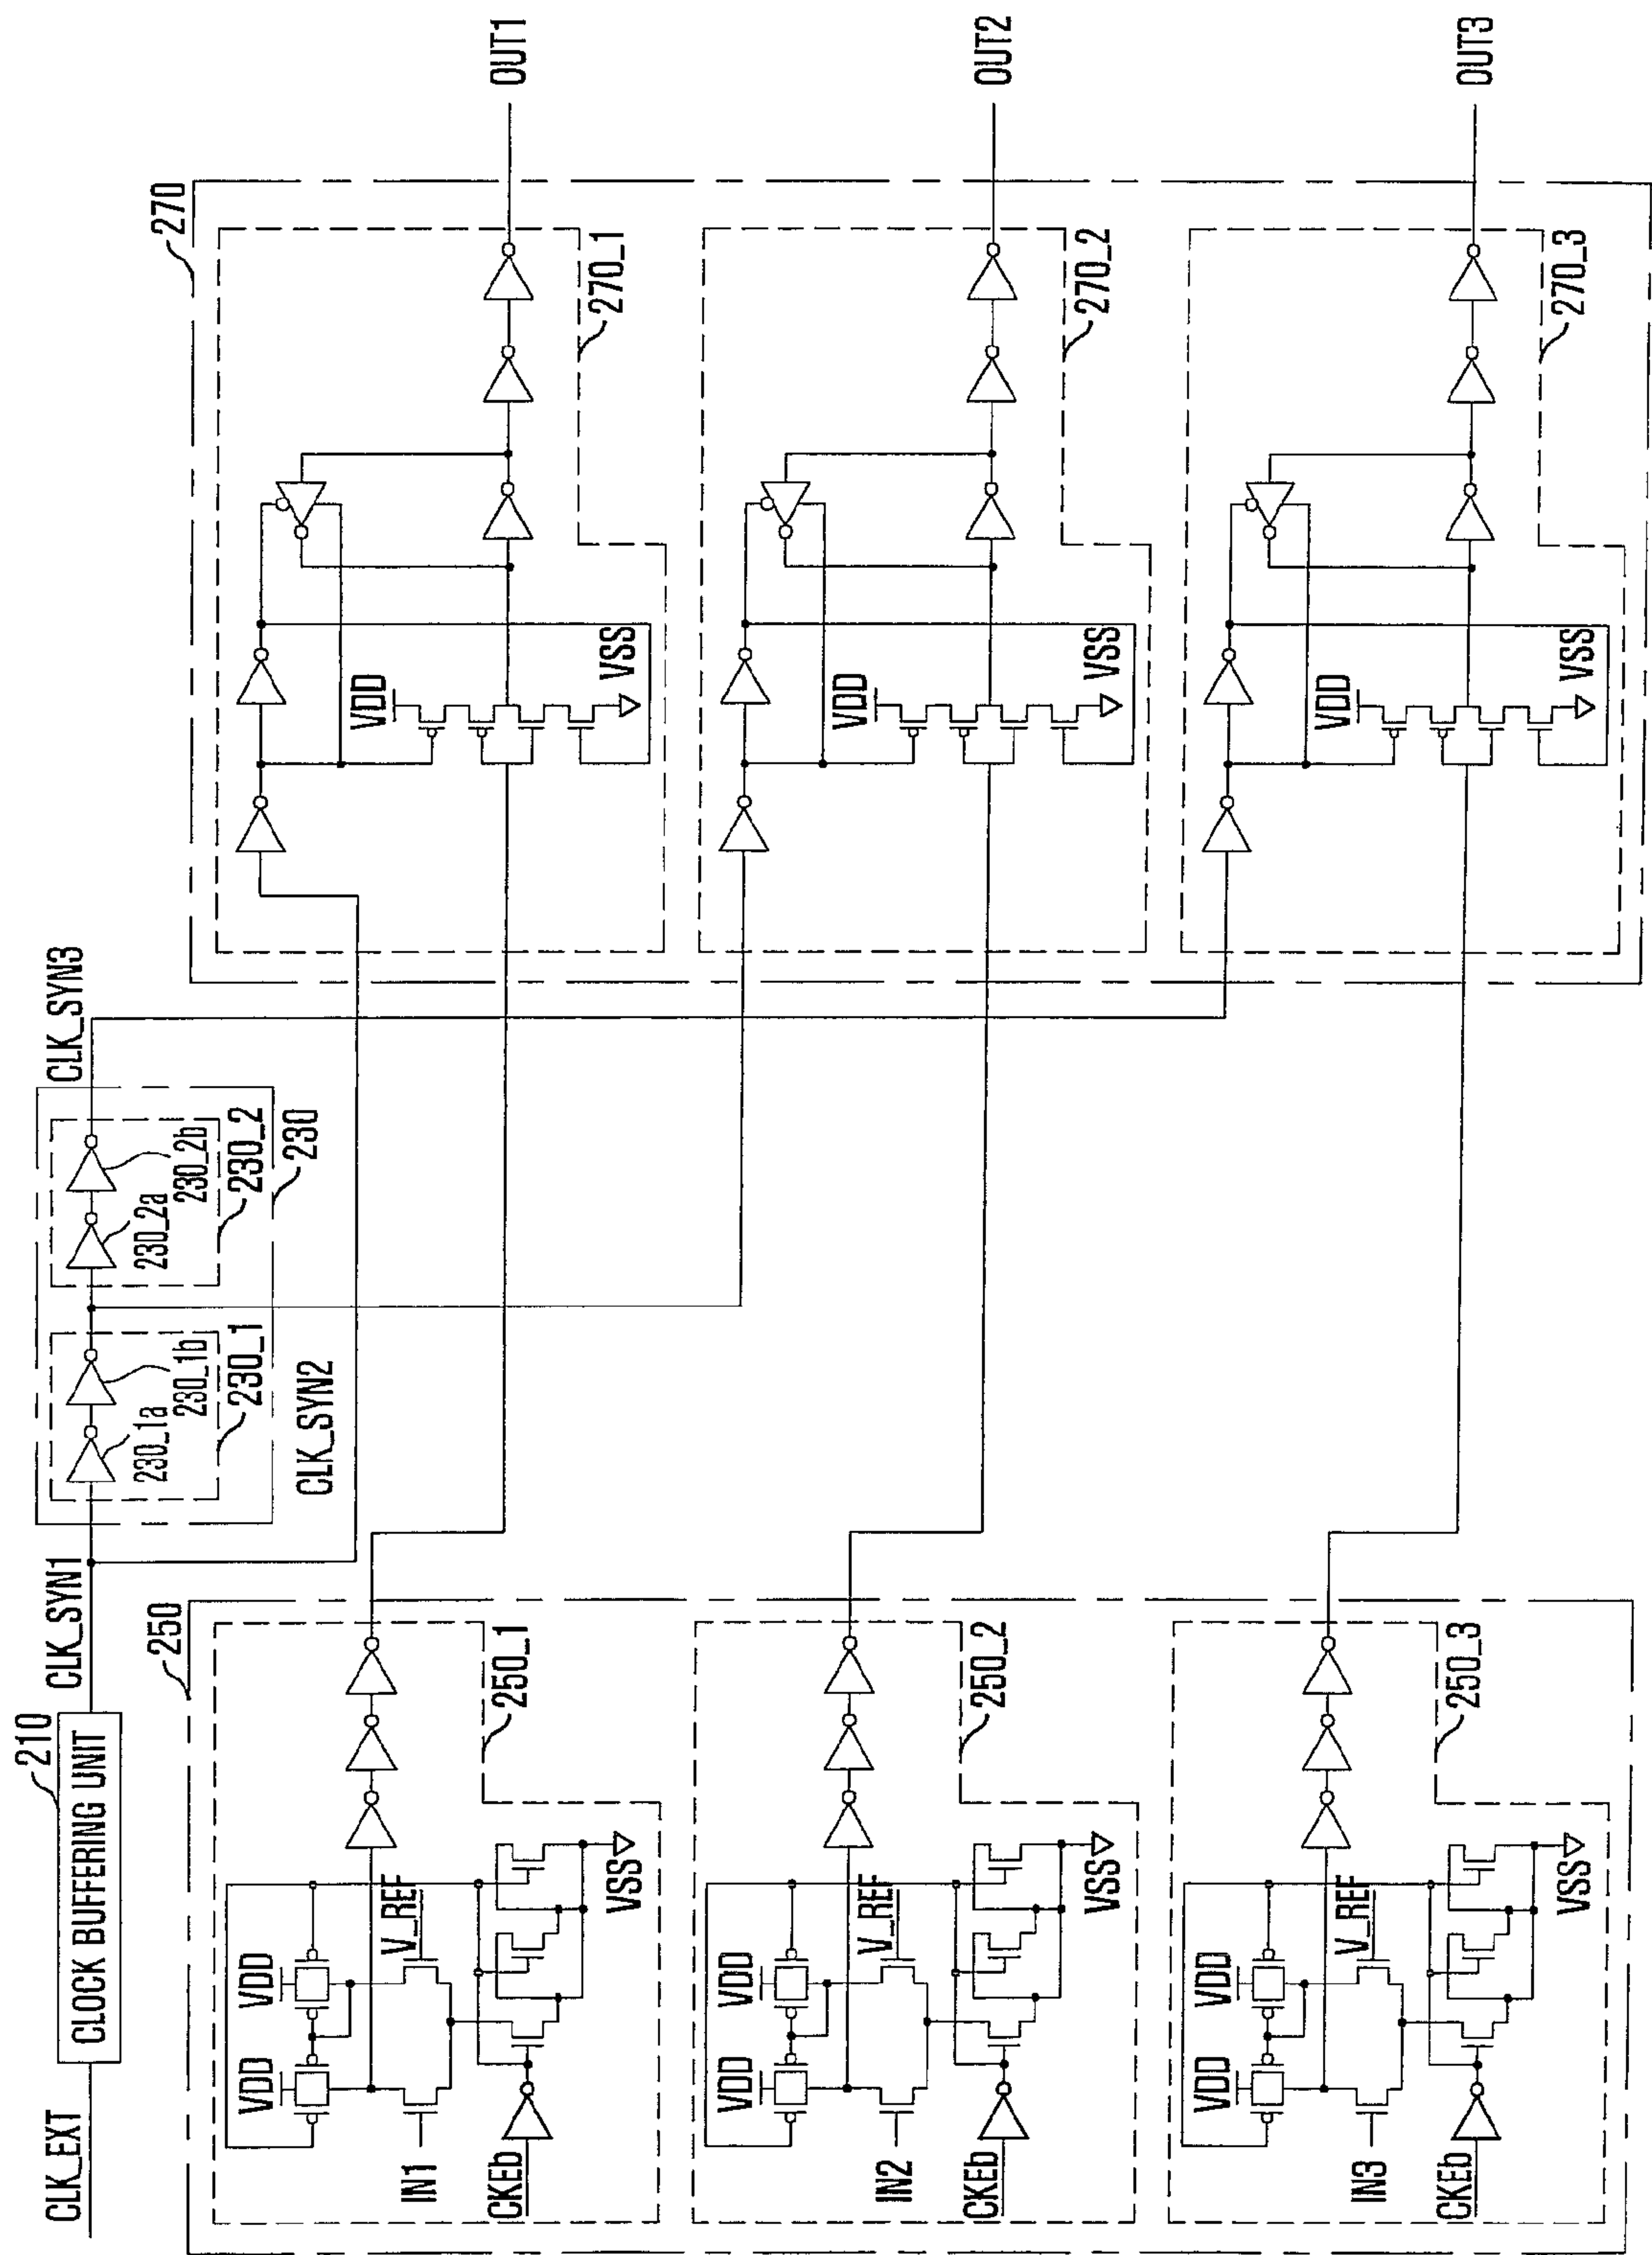 CLK_EXT
210
CLOCK BUFFERING UNIT
CLK_SYN1
230_1a
230_1b
230_1
230_2a
230_2b
230_2
230
CLK_SYN2
CLK_SYN3
250
VDD
VDD
IN1
V_REF
CKEb
VSS
250_1
VDD
VDD
IN2
V_REF
CKEb
VSS
250_2
VDD
VDD
IN3
V_REF
CKEb
VSS
250_3
270
VDD
VSS
270_1
OUT1
VDD
VSS
270_2
OUT2
VDD
VSS
270_3
OUT3